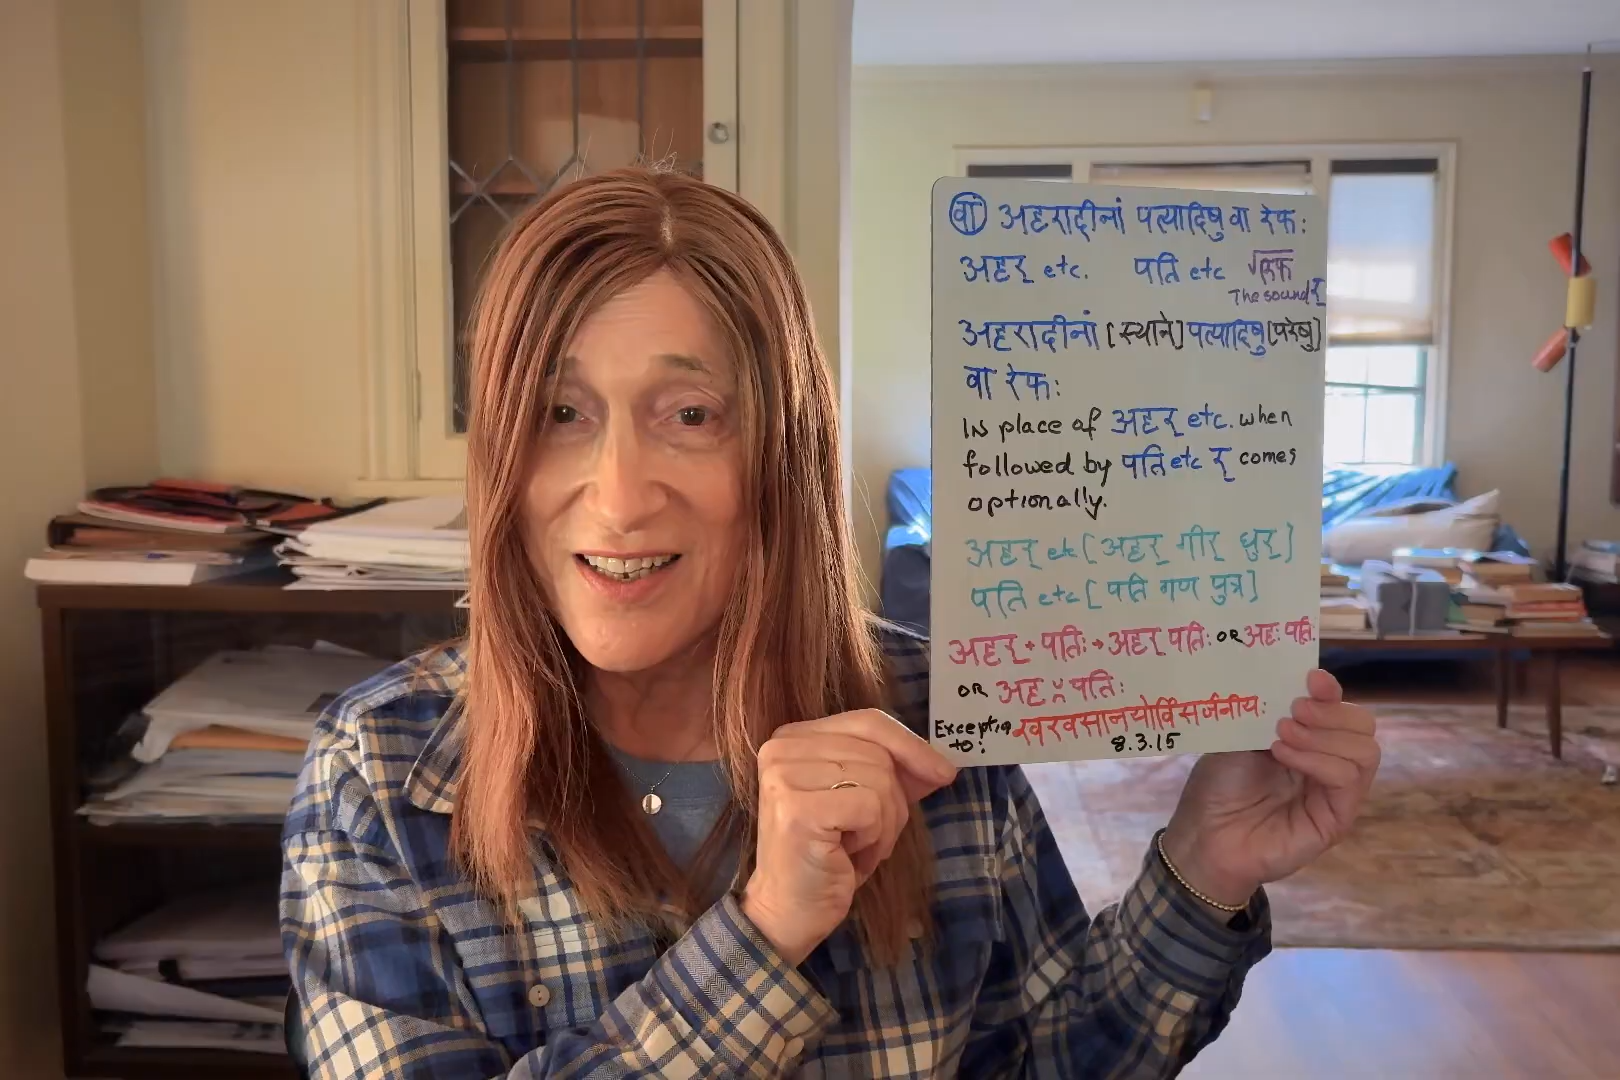 वा अहरादीनां पत्यादिषु वा रेफः
अहर् etc. पति etc
The sound र्
अहरादीनां [स्थाने] पत्यादिषु [परेषु]
वा रेफः
In place of अहर् etc. when
followed by पति etc र् comes
optionally.
अहर् etc [अहर् गीर् धुर्]
पति etc [पति गण पुत्र]
अहर् + पतिः → अहर् पतिः OR अहः पतिः
OR अह ᳲ पतिः
खरवसानयोर्विसर्जनीयः
to: 8.3.15